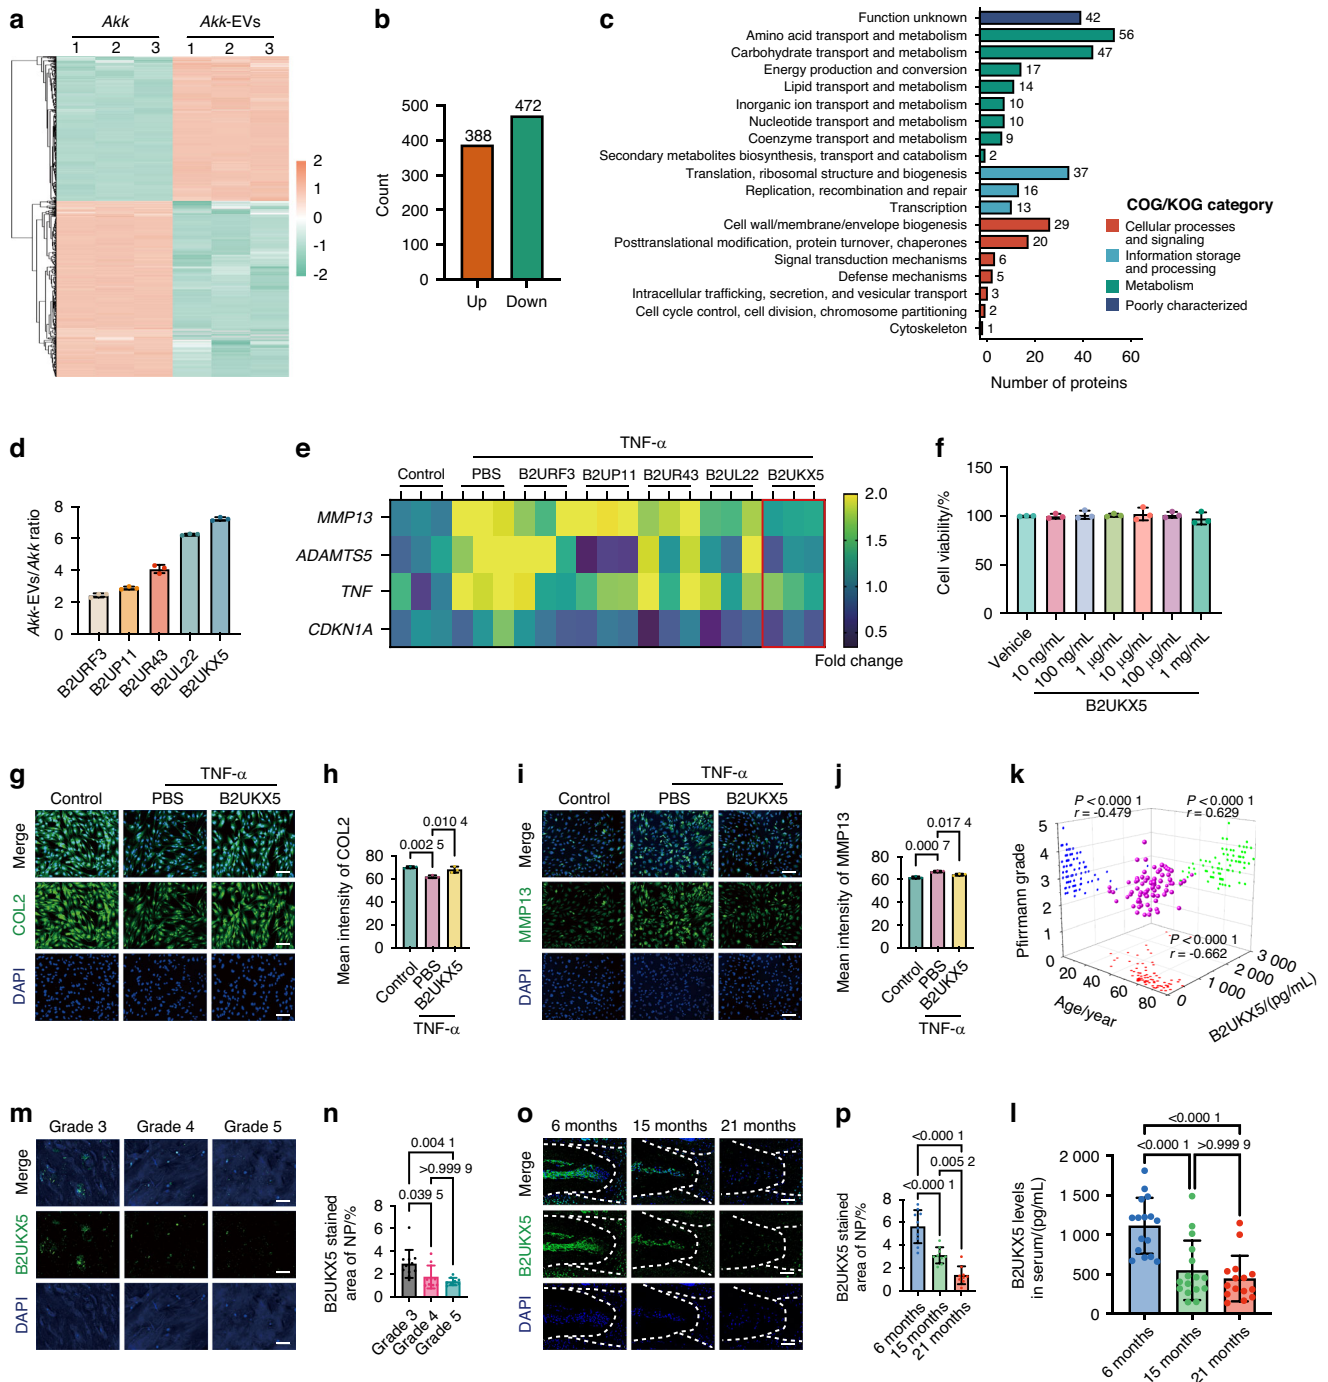 a
Akk
Akk-EVs
1 2 3 1 2 3
2
1
0
-1
-2
b
Count
500
400
300
200
100
0
388
472
Up
Down
c
Function unknown 42
Amino acid transport and metabolism 56
Carbohydrate transport and metabolism 47
Energy production and conversion 17
Lipid transport and metabolism 14
Inorganic ion transport and metabolism 10
Nucleotide transport and metabolism 10
Coenzyme transport and metabolism 9
Secondary metabolites biosynthesis, transport and catabolism 2
Translation, ribosomal structure and biogenesis 37
Replication, recombination and repair 16
Transcription 13
Cell wall/membrane/envelope biogenesis 29
Posttranslational modification, protein turnover, chaperones 20
Signal transduction mechanisms 6
Defense mechanisms 5
Intracellular trafficking, secretion, and vesicular transport 3
Cell cycle control, cell division, chromosome partitioning 2
Cytoskeleton 1
0 20 40 60
Number of proteins
COG/KOG category
Cellular processes
and signaling
Information storage
and processing
Metabolism
Poorly characterized
d
Akk-EVs/Akk ratio
8
6
4
2
0
B2URF3
B2UP11
B2UR43
B2UL22
B2UKX5
e
TNF-α
Control PBS B2URF3 B2UP11 B2UR43 B2UL22 B2UKX5
MMP13
ADAMTS5
TNF
CDKN1A
2.0
1.5
1.0
0.5
Fold change
f
Cell viability/%
150
100
50
0
Vehicle
10 ng/mL
100 ng/mL
1 μg/mL
10 μg/mL
100 μg/mL
1 mg/mL
B2UKX5
g
TNF-α
Control PBS B2UKX5
Merge
COL2
DAPI
h
Mean intensity of COL2
0.010 4
0.002 5
80
60
40
20
0
Control
PBS
B2UKX5
TNF-α
i
TNF-α
Control PBS B2UKX5
Merge
MMP13
DAPI
j
Mean intensity of MMP13
0.017 4
0.000 7
80
60
40
20
0
Control
PBS
B2UKX5
TNF-α
k
P < 0.000 1
r = -0.479
P < 0.000 1
r = 0.629
P < 0.000 1
r = -0.662
Pfirrmann grade
5
4
3
2
1
0
20
40
60
80
Age/year
0
1 000
2 000
3 000
B2UKX5/(pg/mL)
m
Grade 3 Grade 4 Grade 5
Merge
B2UKX5
DAPI
n
B2UKX5 stained
area of NP/%
0.004 1
>0.999 9
0.039 5
8
6
4
2
0
Grade 3
Grade 4
Grade 5
o
6 months 15 months 21 months
Merge
B2UKX5
DAPI
p
B2UKX5 stained
area of NP/%
<0.000 1
0.005 2
<0.000 1
8
6
4
2
0
6 months
15 months
21 months
l
B2UKX5 levels
in serum/(pg/mL)
<0.000 1
<0.000 1
>0.999 9
2 000
1 500
1 000
500
0
6 months
15 months
21 months